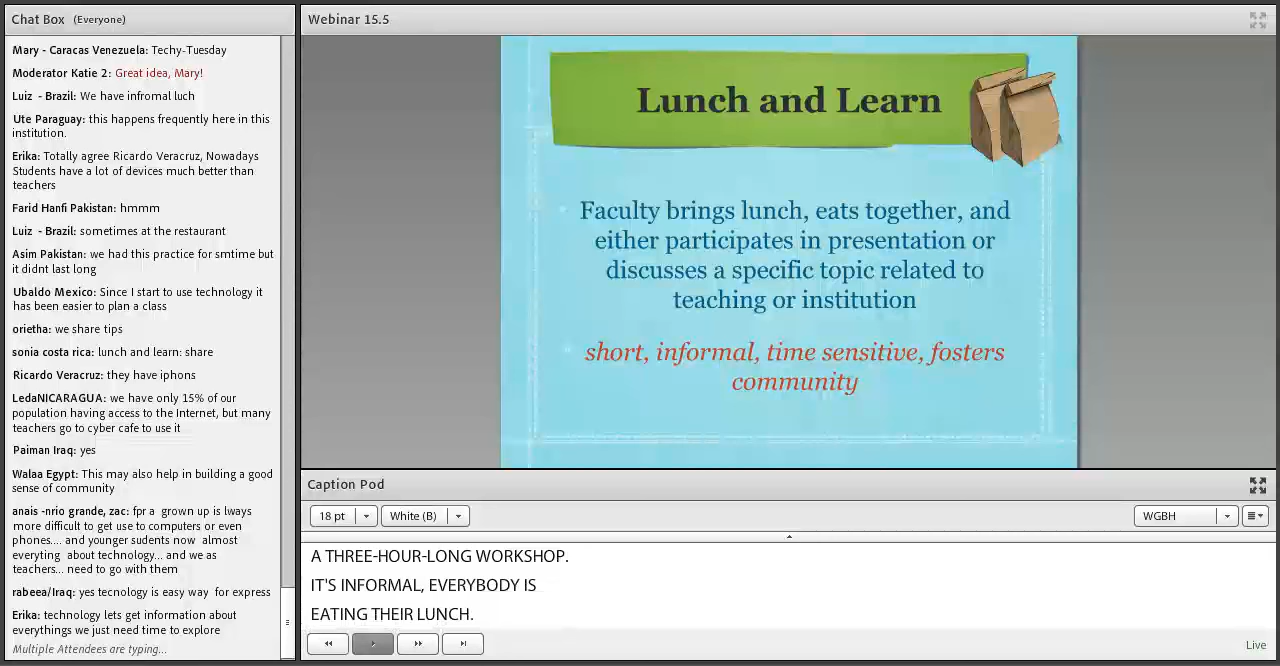 Chat Box (Everyone)
Mary - Caracas Venezuela: Techy-Tuesday
Moderator Katie 2: Great idea, Mary!
Luiz - Brazil: We have infromal luch
Ute Paraguay: this happens frequently here in this
institution.
Erika: Totally agree Ricardo Veracruz, Nowadays
Students have a lot of devices much better than
teachers
Farid Hanfi Pakistan: hmmm
Luiz - Brazil: sometimes at the restaurant
Asim Pakistan: we had this practice for smtime but
it didnt last long
Ubaldo Mexico: Since I start to use technology it
has been easier to plan a class
orietha: we share tips
sonia costa rica: lunch and learn: share
Ricardo Veracruz: they have iphons
LedaNICARAGUA: we have only 15% of our
population having access to the Internet, but many
teachers go to cyber cafe to use it
Paiman Iraq: yes
Walaa Egypt: This may also help in building a good
sense of community
anais -nrio grande, zac: fpr a grown up is lways
more difficult to get use to computers or even
phones.... and younger sudents now almost
everyting about technology... and we as
teachers... need to go with them
rabeea/Iraq: yes tecnology is easy way for express
Erika: technology lets get information about
everythings we just need time to explore
Multiple Attendees are typing...
Webinar 15.5
Lunch and Learn
Faculty brings lunch, eats together, and
either participates in presentation or
discusses a specific topic related to
teaching or institution
short, informal, time sensitive, fosters
community
Caption Pod
18 pt
White (B)
WGBH
A THREE-HOUR-LONG WORKSHOP.
IT'S INFORMAL, EVERYBODY IS
EATING THEIR LUNCH.
Live